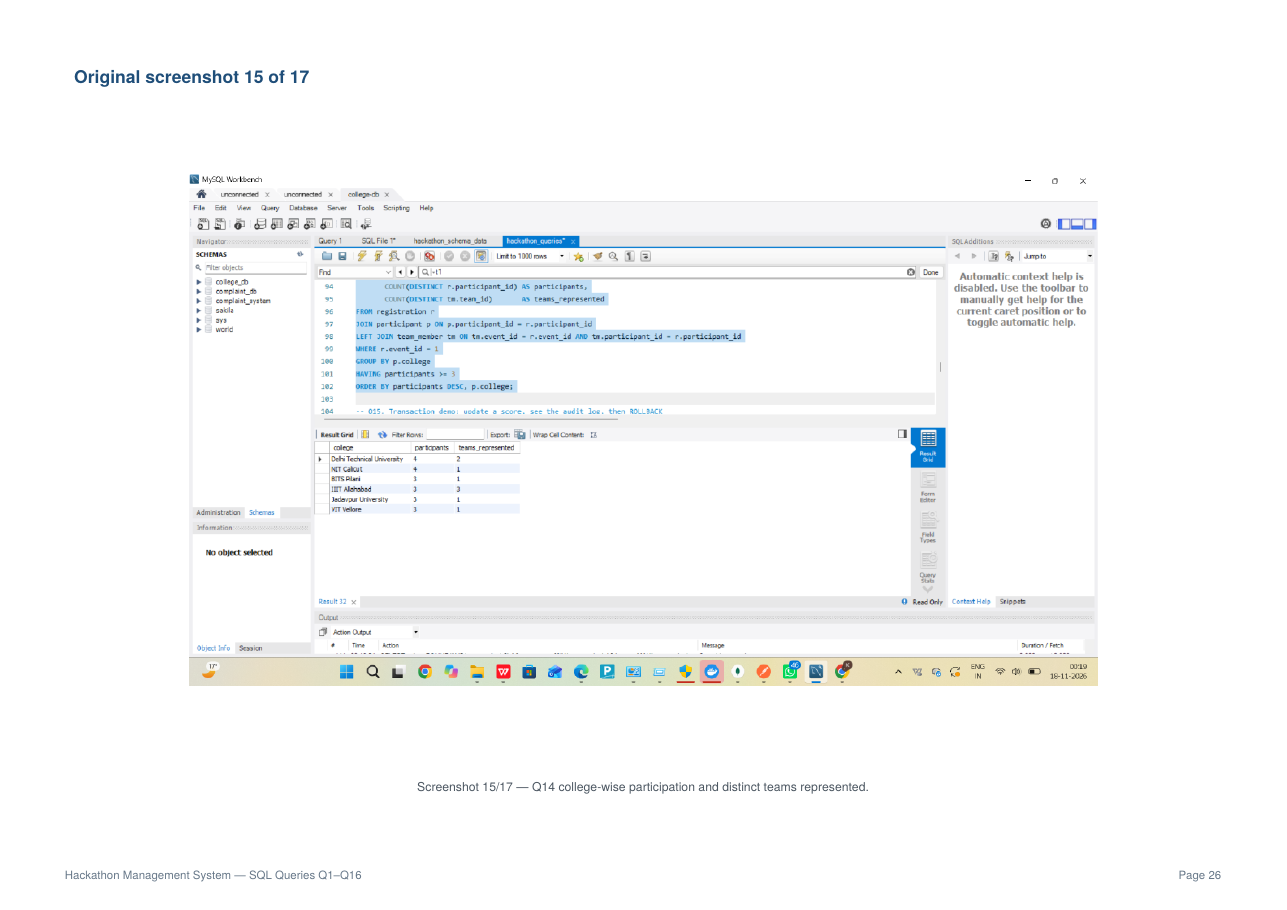 Original screenshot 15 of 17
MySQL Workbench
unconnected x
unconnected x
college-db x
File Edit View Query Database Server Tools Scripting Help
Navigator
SCHEMAS
Filter objects
college_db
complaint_db
complaint_system
sakila
sys
world
Administration Schemas
Information
No object selected
Object Info Session
Query 1
SQL File 1*
hackathon_schema_data
hackathon_queries* x
Limit to 1000 rows
Find
Done
94 COUNT(DISTINCT r.participant_id) AS participants,
95 COUNT(DISTINCT tm.team_id) AS teams_represented
96 FROM registration r
97 JOIN participant p ON p.participant_id = r.participant_id
98 LEFT JOIN team_member tm ON tm.event_id = r.event_id AND tm.participant_id = r.participant_id
99 WHERE r.event_id = 1
100 GROUP BY p.college
101 HAVING participants >= 3
102 ORDER BY participants DESC, p.college;
103
104 -- Q15. Transaction demo: update a score, see the audit log, then ROLLBACK
Result Grid Filter Rows: Export: Wrap Cell Content:
college participants teams_represented
Delhi Technical University 4 2
NIT Calicut 4 1
BITS Pilani 3 1
IIIT Allahabad 3 3
Jadavpur University 3 1
VIT Vellore 3 1
Result Grid
Form Editor
Field Types
Query Stats
Result 32 x
Read Only
Output
Action Output
# Time Action Message Duration / Fetch
SQLAdditions
Jump to
Automatic context help is
disabled. Use the toolbar to
manually get help for the
current caret position or to
toggle automatic help.
Context Help Snippets
17°
ENG
IN
00:19
18-11-2026
Screenshot 15/17 — Q14 college-wise participation and distinct teams represented.
Hackathon Management System — SQL Queries Q1–Q16
Page 26